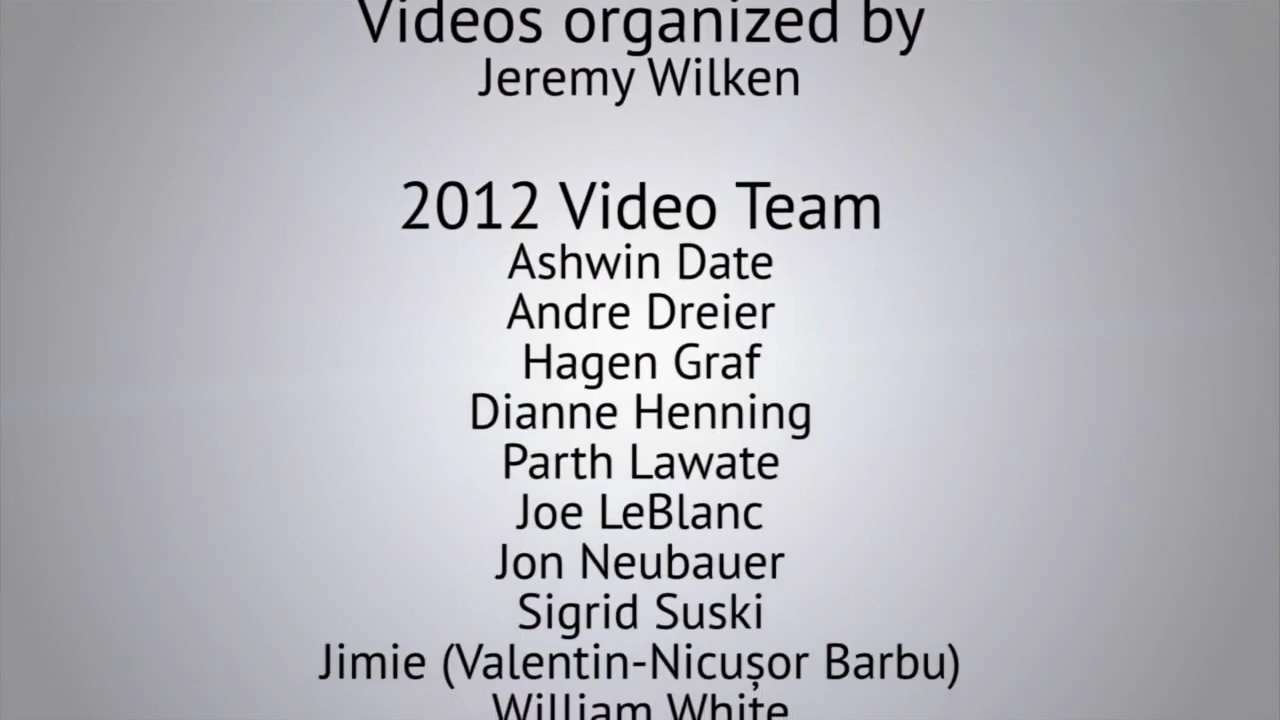 Videos organized by
Jeremy Wilken
2012 Video Team
Ashwin Date
Andre Dreier
Hagen Graf
Dianne Henning
Parth Lawate
Joe LeBlanc
Jon Neubauer
Sigrid Suski
Jimie (Valentin-Nicușor Barbu)
William White